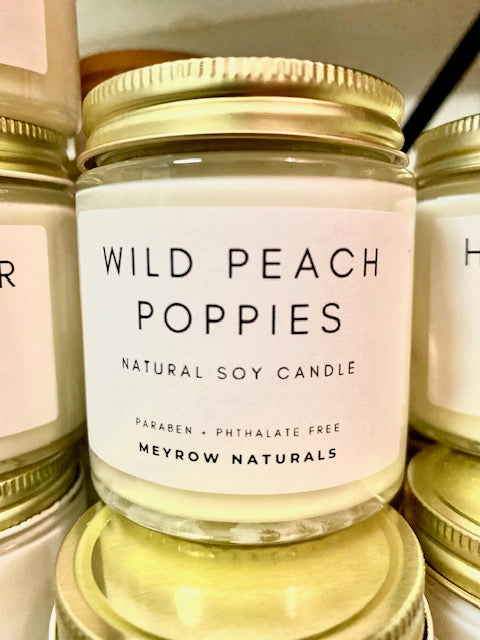 WILD PEACH
POPPIES
NATURAL SOY CANDLE
PARABEN + PHTHALATE FREE
MEYROW NATURALS
R
H